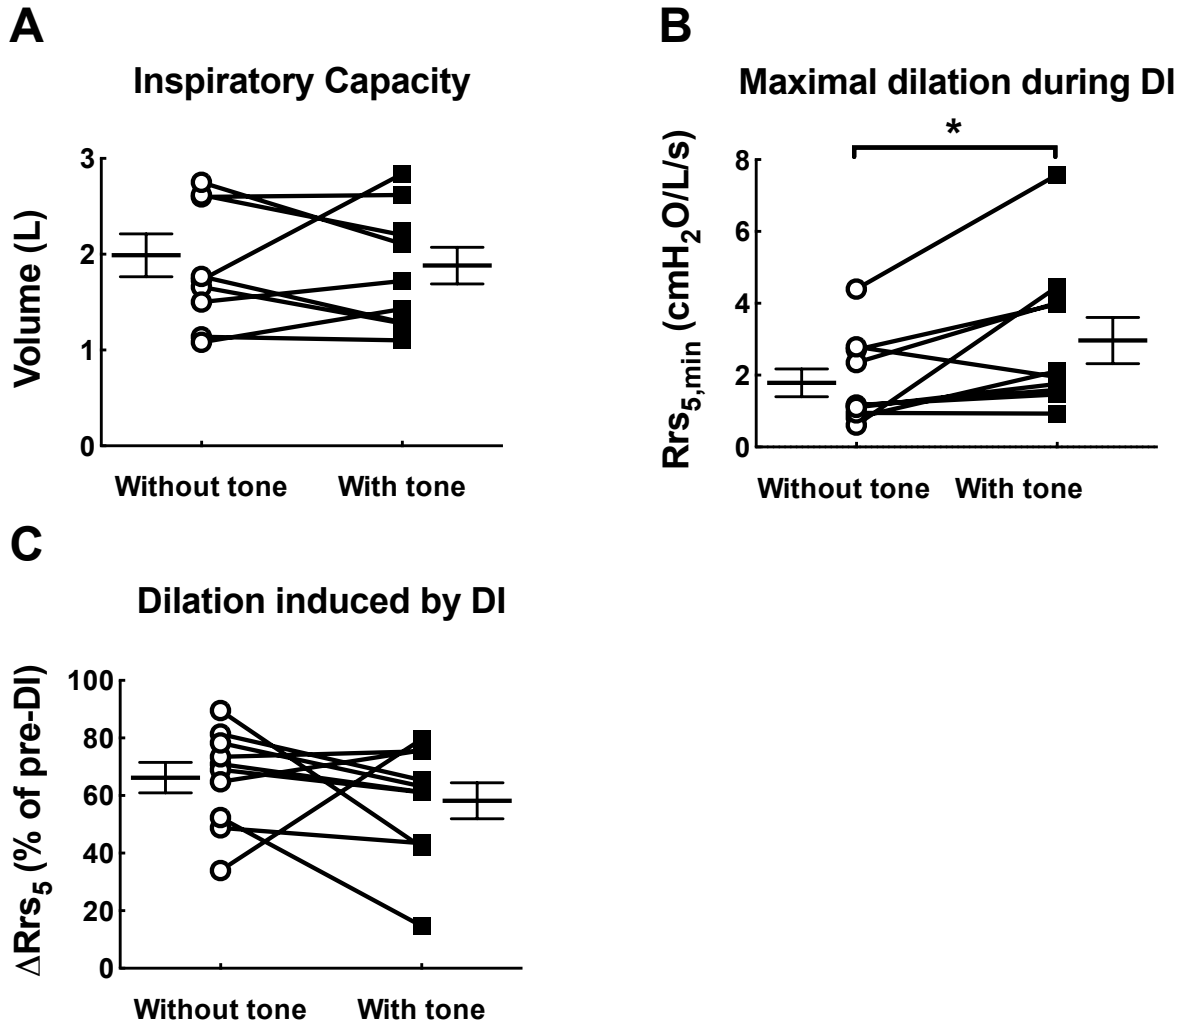 A
Inspiratory Capacity
Volume (L)
3
2
1
0
Without tone With tone
B
Maximal dilation during DI
*
Rrs5,min (cmH2O/L/s)
8
6
4
2
0
Without tone With tone
C
Dilation induced by DI
ΔRrs5 (% of pre-DI)
100
80
60
40
20
0
Without tone With tone